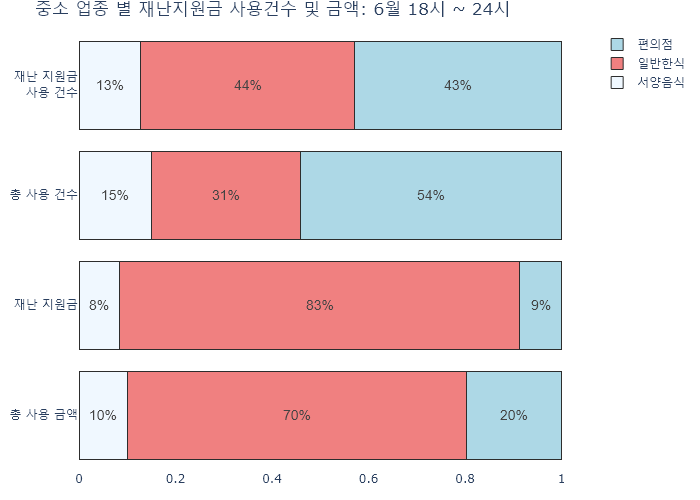 중소 업종 별 재난지원금 사용건수 및 금액: 6월 18시 ~ 24시
편의점
일반한식
서양음식
재난 지원금
사용 건수
13%
44%
43%
총 사용 건수
15%
31%
54%
재난 지원금
8%
83%
9%
총 사용 금액
10%
70%
20%
0
0.2
0.4
0.6
0.8
1